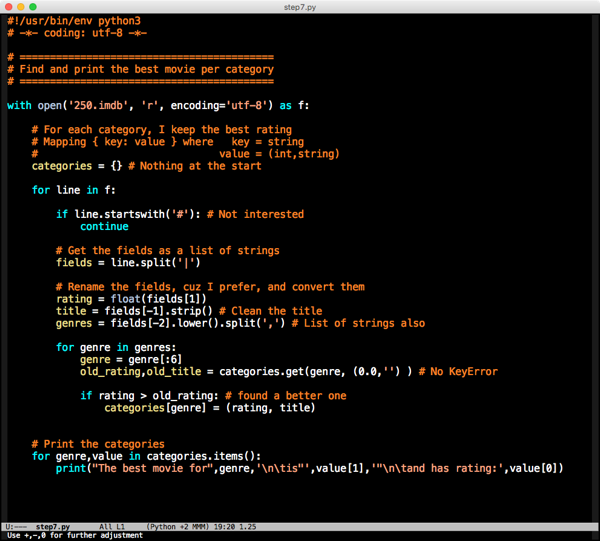 step7.py
#!/usr/bin/env python3
# -*- coding: utf-8 -*-
# ==========================================
# Find and print the best movie per category
# ==========================================
with open('250.imdb', 'r', encoding='utf-8') as f:
    # For each category, I keep the best rating
    # Mapping { key: value } where   key = string
    #                              value = (int,string)
    categories = {} # Nothing at the start
    for line in f:
        if line.startswith('#'): # Not interested
            continue
        # Get the fields as a list of strings
        fields = line.split('|')
        # Rename the fields, cuz I prefer, and convert them
        rating = float(fields[1])
        title = fields[-1].strip() # Clean the title
        genres = fields[-2].lower().split(',') # List of strings also
        for genre in genres:
            genre = genre[:6]
            old_rating,old_title = categories.get(genre, (0.0,'') ) # No KeyError
            if rating > old_rating: # found a better one
                categories[genre] = (rating, title)
    # Print the categories
    for genre,value in categories.items():
        print("The best movie for",genre,'\n\tis"',value[1],'"\n\tand has rating:',value[0])
U:---  step7.py       All L1     (Python +2 MMM) 19:20 1.25
Use +,-,0 for further adjustment